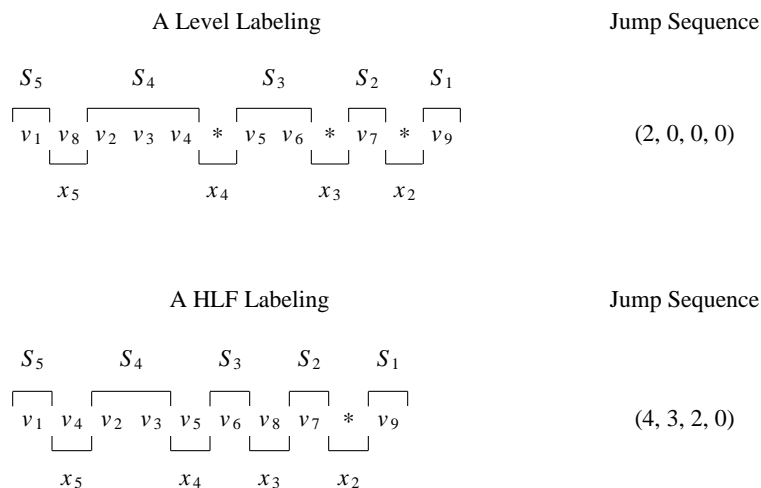 A Level Labeling Jump Sequence
S5 S4 S3 S2 S1
v1 v8 v2 v3 v4 * v5 v6 * v7 * v9 (2, 0, 0, 0)
x5 x4 x3 x2
A HLF Labeling Jump Sequence
S5 S4 S3 S2 S1
v1 v4 v2 v3 v5 v6 v8 v7 * v9 (4, 3, 2, 0)
x5 x4 x3 x2